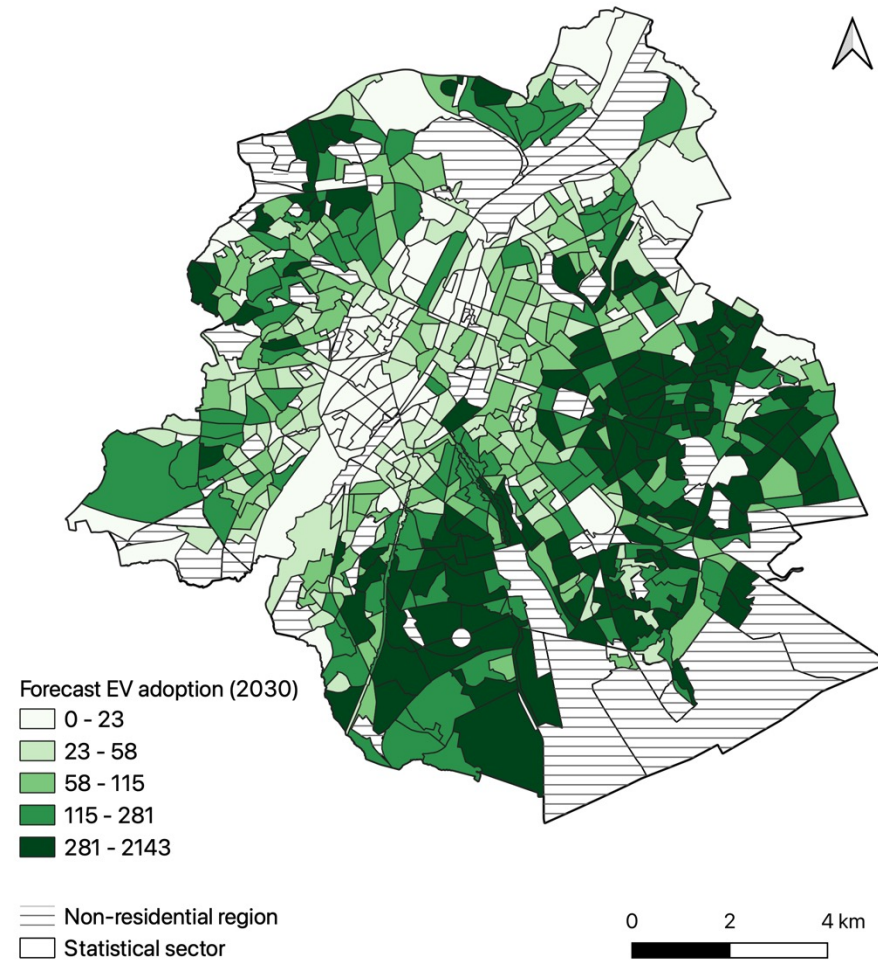 Forecast EV adoption (2030)
0 - 23
23 - 58
58 - 115
115 - 281
281 - 2143
Non-residential region
Statistical sector
0 2 4 km